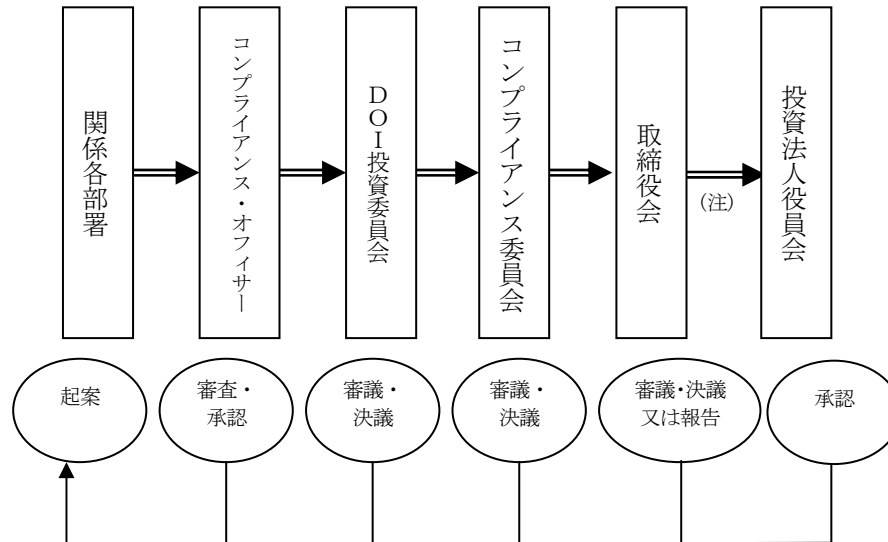 関係各部署
コンプライアンス・オフィサー
DOI投資委員会
コンプライアンス委員会
取締役会
(注)
投資法人役員会
起案
審査・
承認
審議・
決議
審議・
決議
審議・決議
又は報告
承認